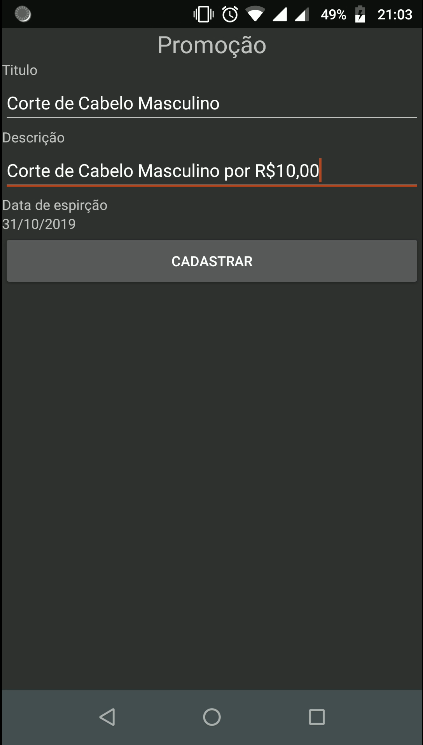 49% 21:03
Promoção
Titulo
Corte de Cabelo Masculino
Descrição
Corte de Cabelo Masculino por R$10,00
Data de espirção
31/10/2019
CADASTRAR